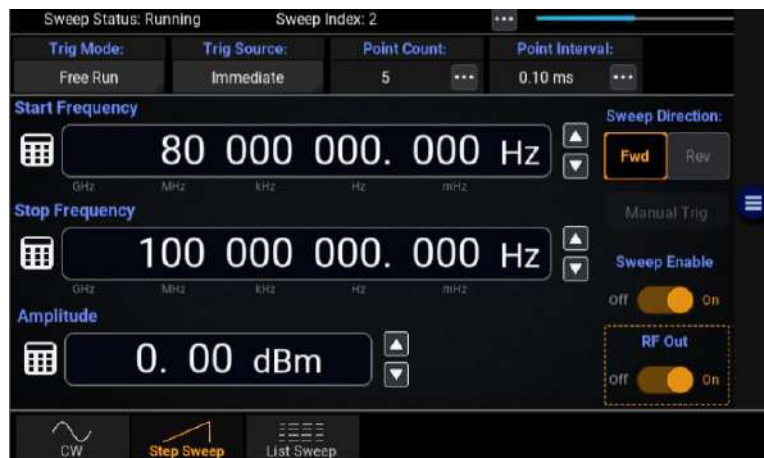 Sweep Status: Running Sweep Index: 2
Trig Mode: Trig Source: Point Count: Point Interval:
Free Run Immediate 5 0.10 ms
Start Frequency
Sweep Direction:
80 000 000. 000 Hz
Fwd Rev
GHz MHz kHz Hz mHz
Stop Frequency
Manual Trig
100 000 000. 000 Hz
Sweep Enable
GHz MHz kHz Hz mHz
Off On
Amplitude
RF Out
0. 00 dBm
Off On
CW Step Sweep List Sweep